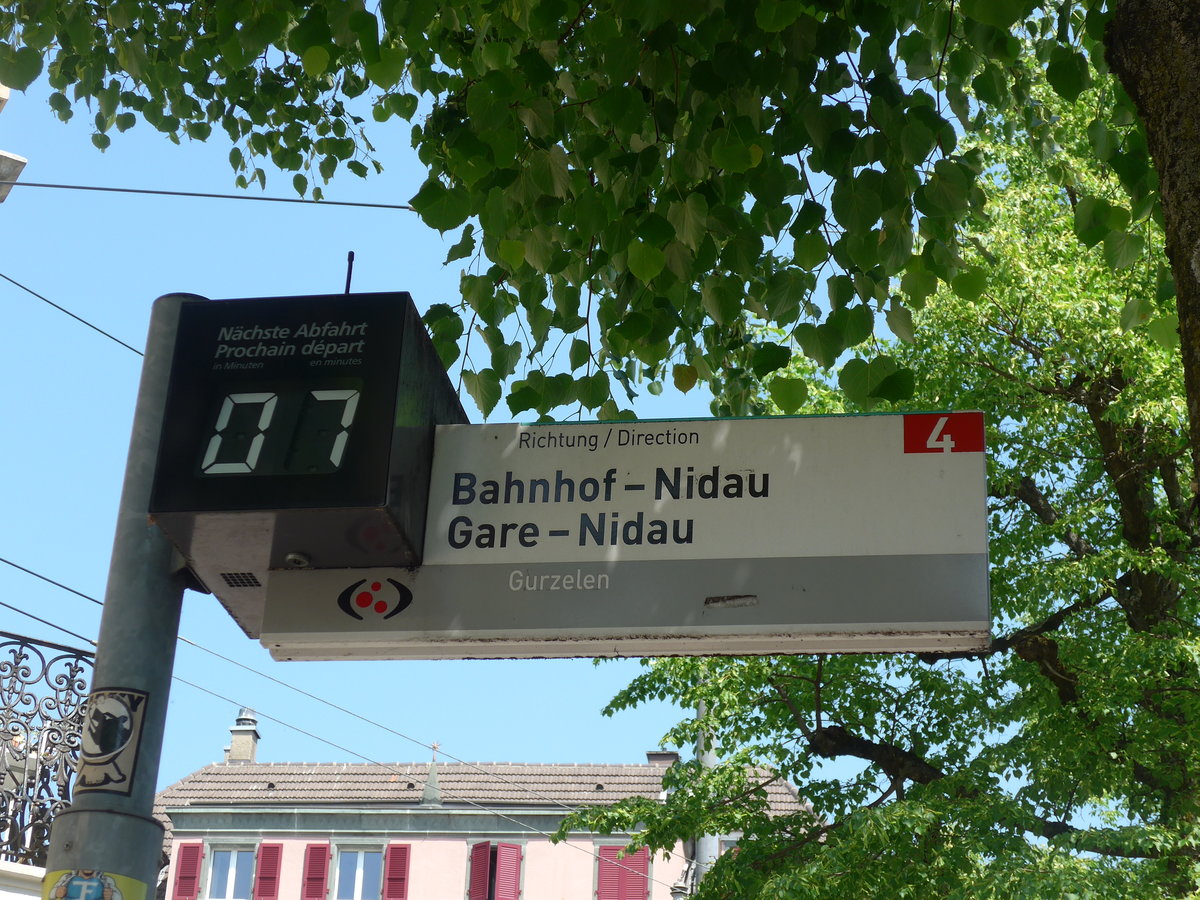 Nächste Abfahrt
Prochain départ
in Minuten en minutes
07
Richtung / Direction
4
Bahnhof – Nidau
Gare – Nidau
Gurzelen